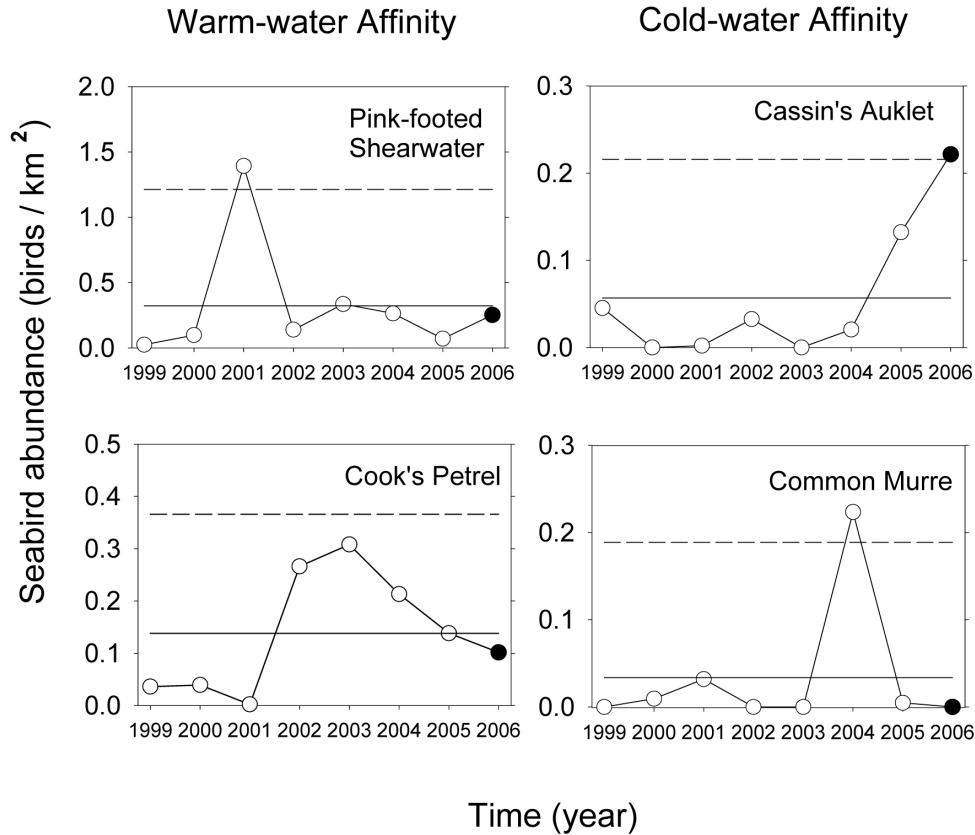 Warm-water Affinity
Cold-water Affinity
Seabird abundance (birds / km²)
2.0
1.5
1.0
0.5
0.0
Pink-footed
Shearwater
1999 2000 2001 2002 2003 2004 2005 2006
0.3
0.2
0.1
0.0
Cassin's Auklet
1999 2000 2001 2002 2003 2004 2005 2006
0.5
0.4
0.3
0.2
0.1
0.0
Cook's Petrel
1999 2000 2001 2002 2003 2004 2005 2006
0.3
0.2
0.1
0.0
Common Murre
1999 2000 2001 2002 2003 2004 2005 2006
Time (year)